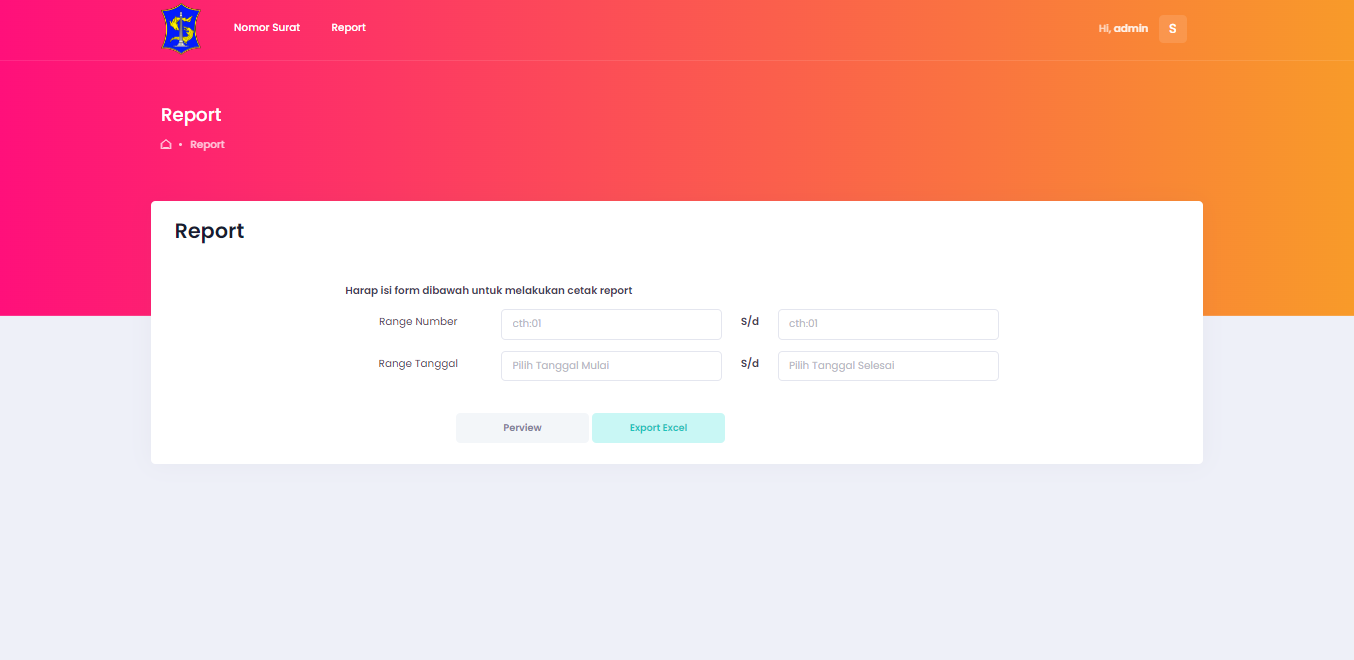 Nomor Surat Report Hi, admin S
Report
Report
Report
Harap isi form dibawah untuk melakukan cetak report
Range Number cth:01 S/d cth:01
Range Tanggal Pilih Tanggal Mulai S/d Pilih Tanggal Selesai
Perview Export Excel